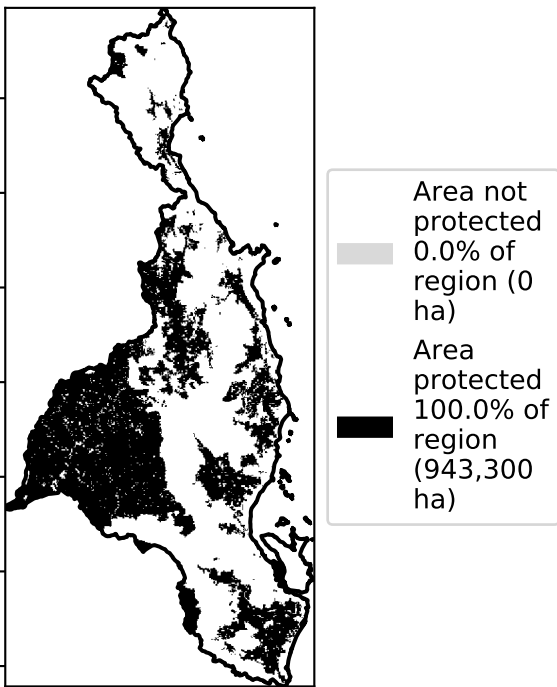 Area not
protected
0.0% of
region (0
ha)
Area
protected
100.0% of
region
(943,300
ha)